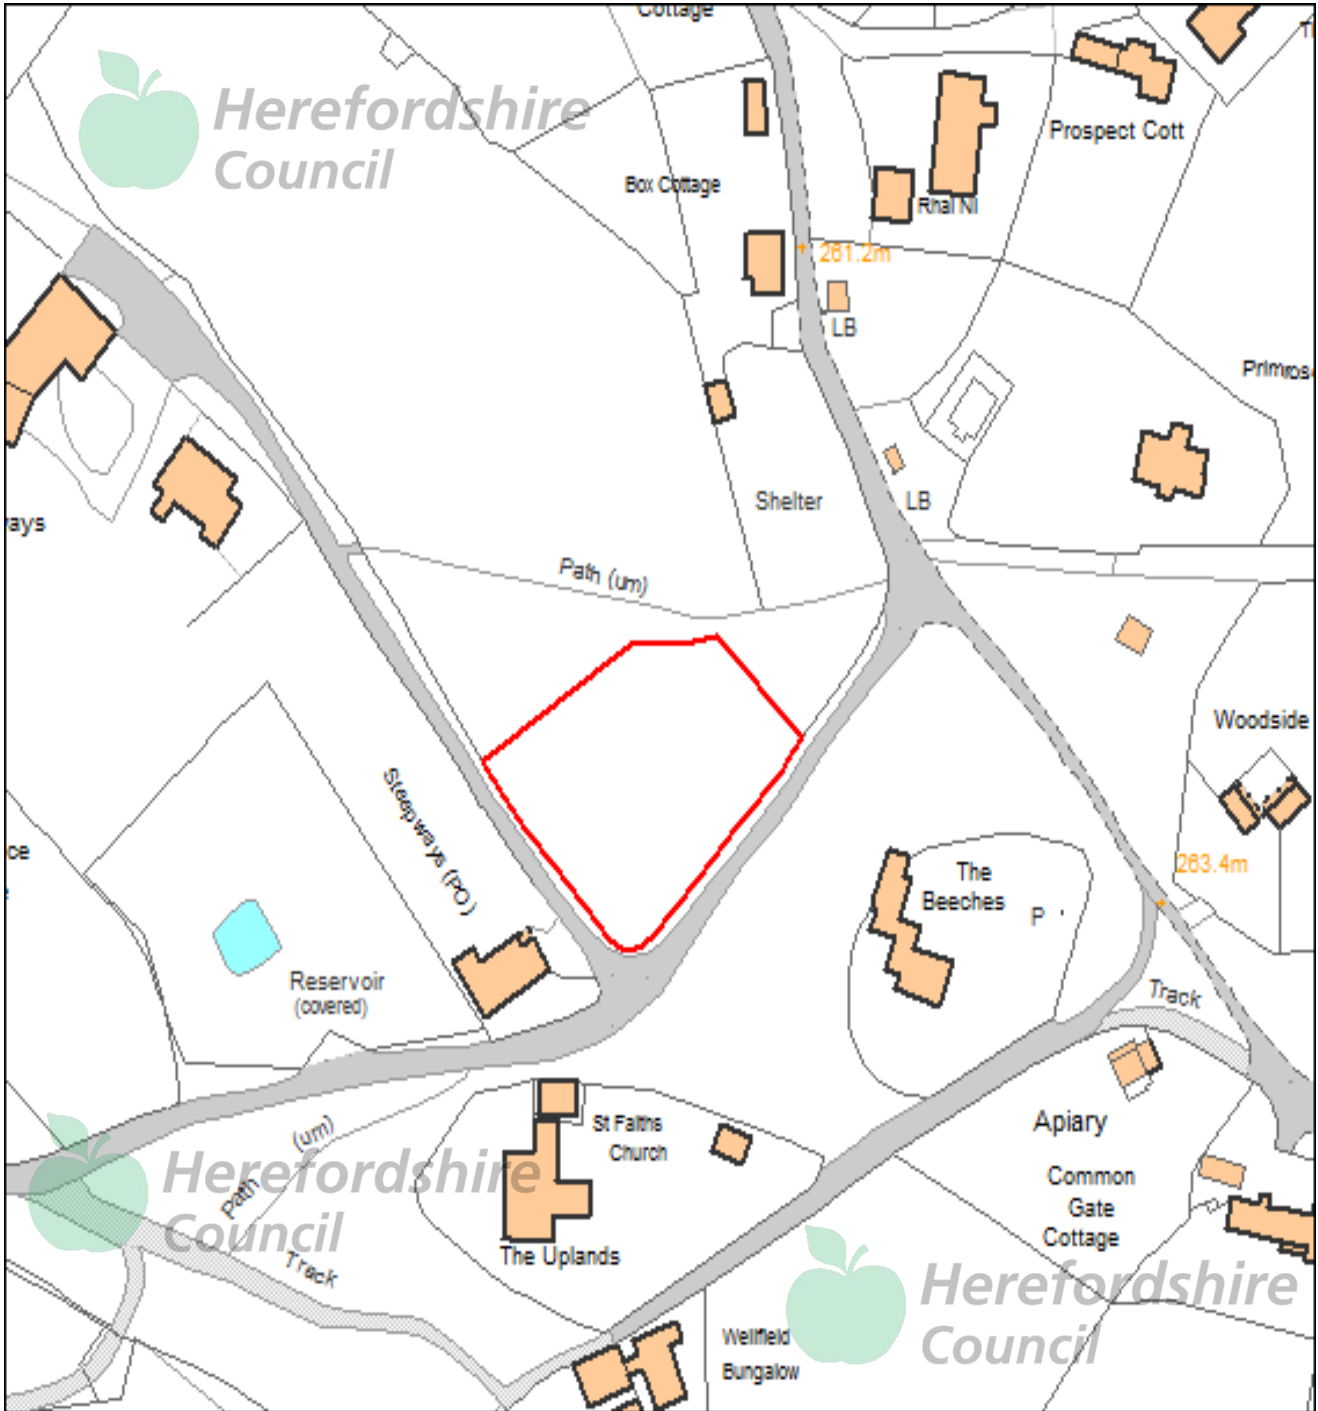 Cottage
Herefordshire
Council
Prospect Cott
Box Cottage
Rhal NI
261.2m
LB
Shelter
LB
ays
Path (um)
Woodside
Steepways (PO)
ce
263.4m
The
Beeches
P
Reservoir
(covered)
Track
Apiary
St Faiths
Church
Path
(um)
Herefordshire
Council
Common
Gate
Cottage
The Uplands
Track
Herefordshire
Council
Wellfield
Bungalow